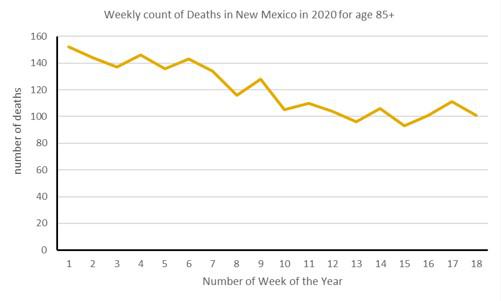 Weekly count of Deaths in New Mexico in 2020 for age 85+
160
140
120
100
80
60
40
20
0
number of deaths
1 2 3 4 5 6 7 8 9 10 11 12 13 14 15 16 17 18
Number of Week of the Year